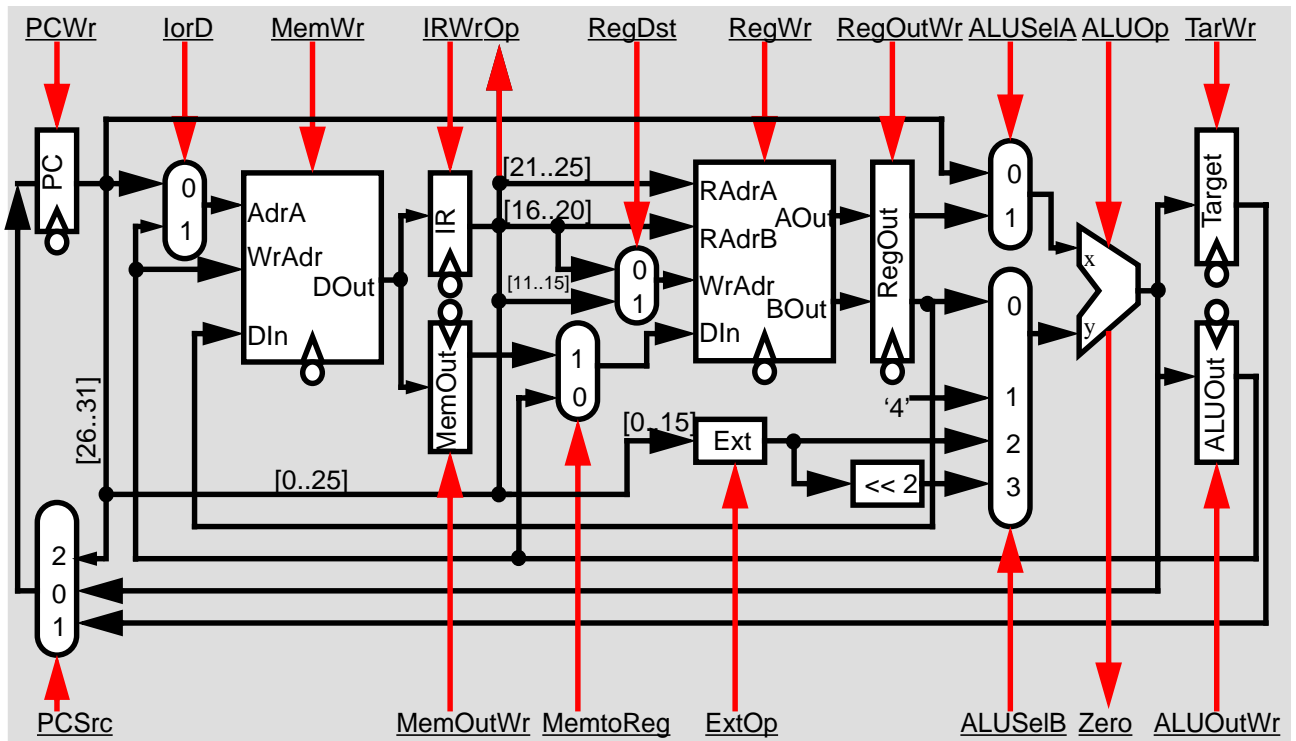 PCWr IorD MemWr IRWrOp RegDst RegWr RegOutWr ALUSelA ALUOp TarWr
PC
0
1
AdrA
WrAdr
DOut
DIn
IR
MemOut
[21..25]
[16..20]
[11..15]
0
1
1
0
RAdrA
AOut
RAdrB
WrAdr
BOut
DIn
RegOut
0
1
0
1
2
3
x
y
Target
ALUOut
‘4’
[0..15]
Ext
<< 2
[26..31]
[0..25]
2
0
1
PCSrc MemOutWr MemtoReg ExtOp ALUSelB Zero ALUOutWr